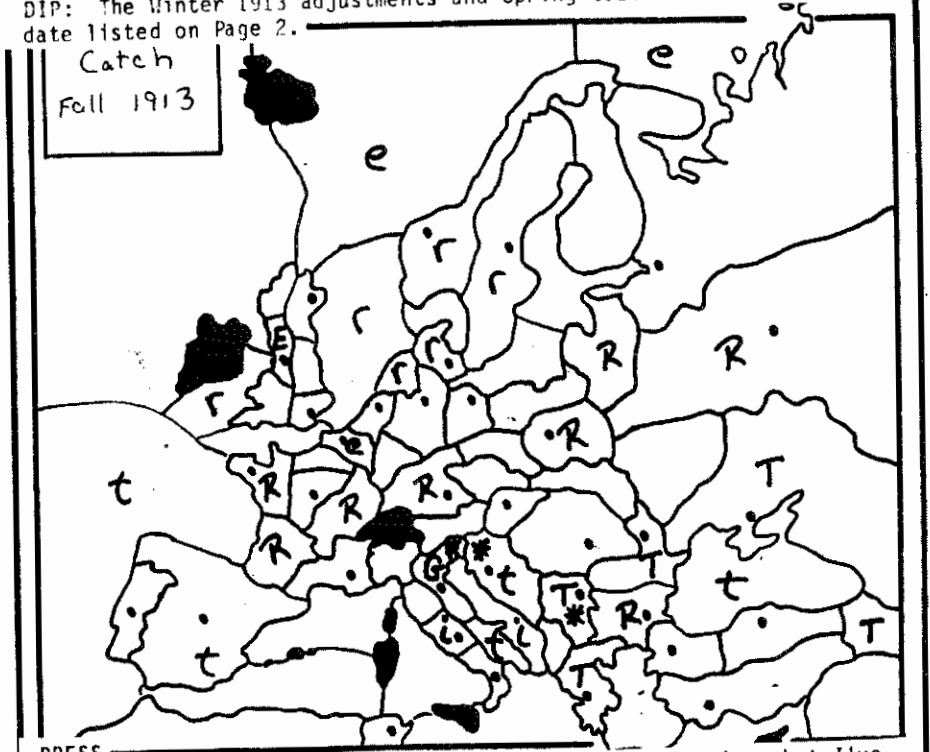 DIP: The Winter 1913 adjustments and Spring
date listed on Page 2.
Catch
Fall 1913
e
e
r
r
r
E
R
R
r
r
r
R
e
T
t
R
R
R
R
G
R
*
t
T
t
T
*
R
T
i
t
i
t
T
PRESS